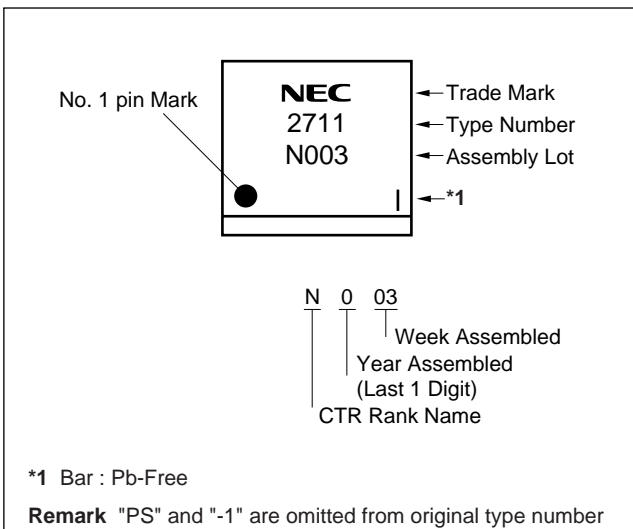 No. 1 pin Mark
NEC
2711
N003
Trade Mark
Type Number
Assembly Lot
*1
N 0 03
Week Assembled
Year Assembled
(Last 1 Digit)
CTR Rank Name
*1 Bar : Pb-Free
Remark "PS" and "-1" are omitted from original type number